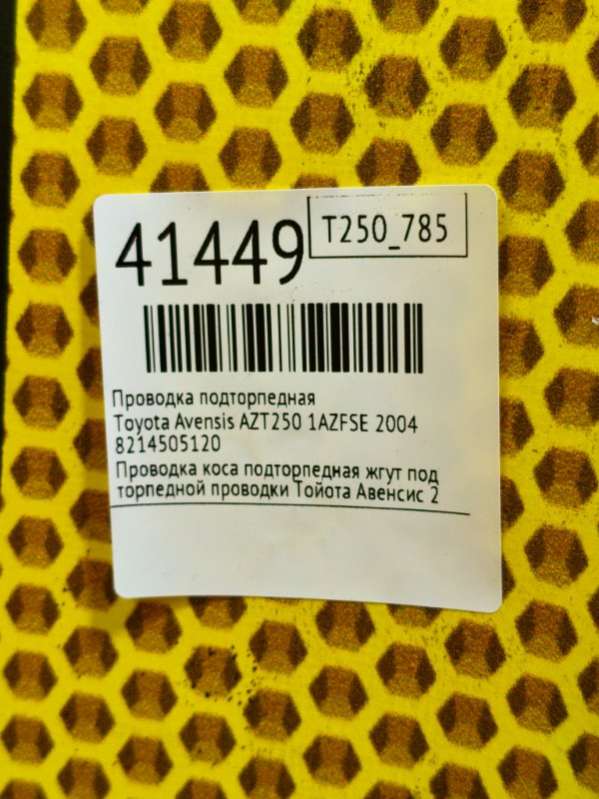 41449
T250_785
Проводка подторпедная
Toyota Avensis AZT250 1AZFSE 2004
8214505120
Проводка коса подторпедная жгут под
торпедной проводки Тойота Авенсис 2